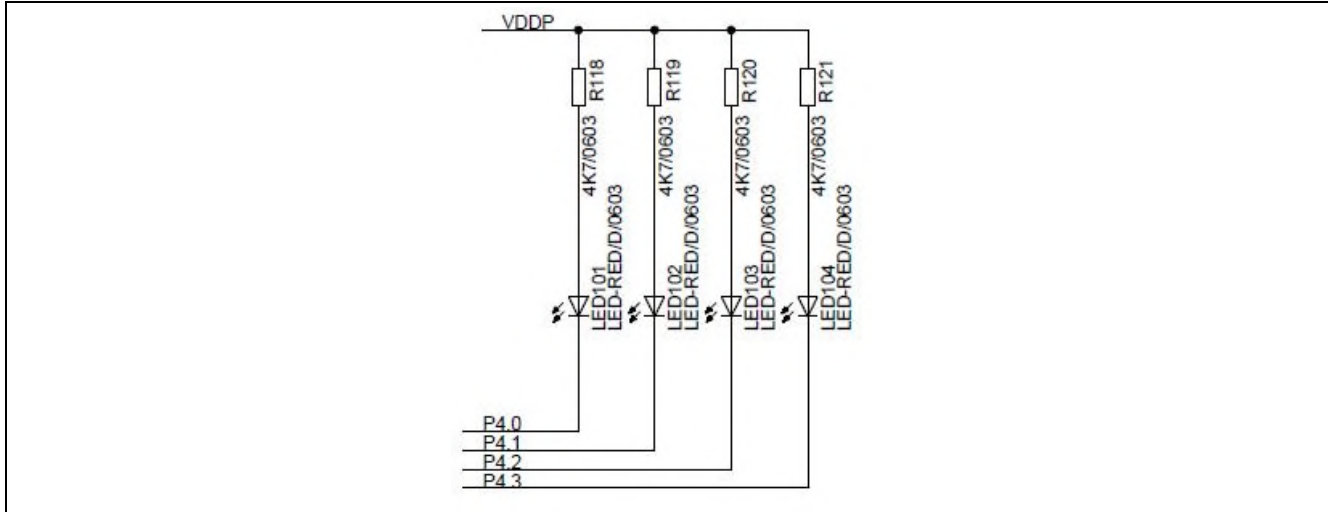 VDDP
R118
R119
R120
R121
4K7/0603
4K7/0603
4K7/0603
4K7/0603
LED101
LED-RED/D/0603
LED102
LED-RED/D/0603
LED103
LED-RED/D/0603
LED104
LED-RED/D/0603
P4.0
P4.1
P4.2
P4.3